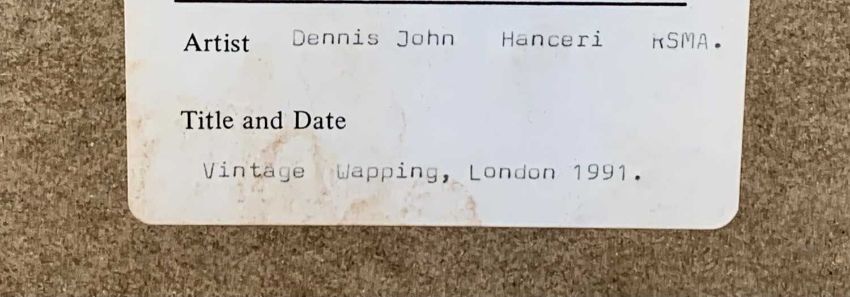 Artist Dennis John Hanceri RSMA.
Title and Date
Vintage Wapping, London 1991.